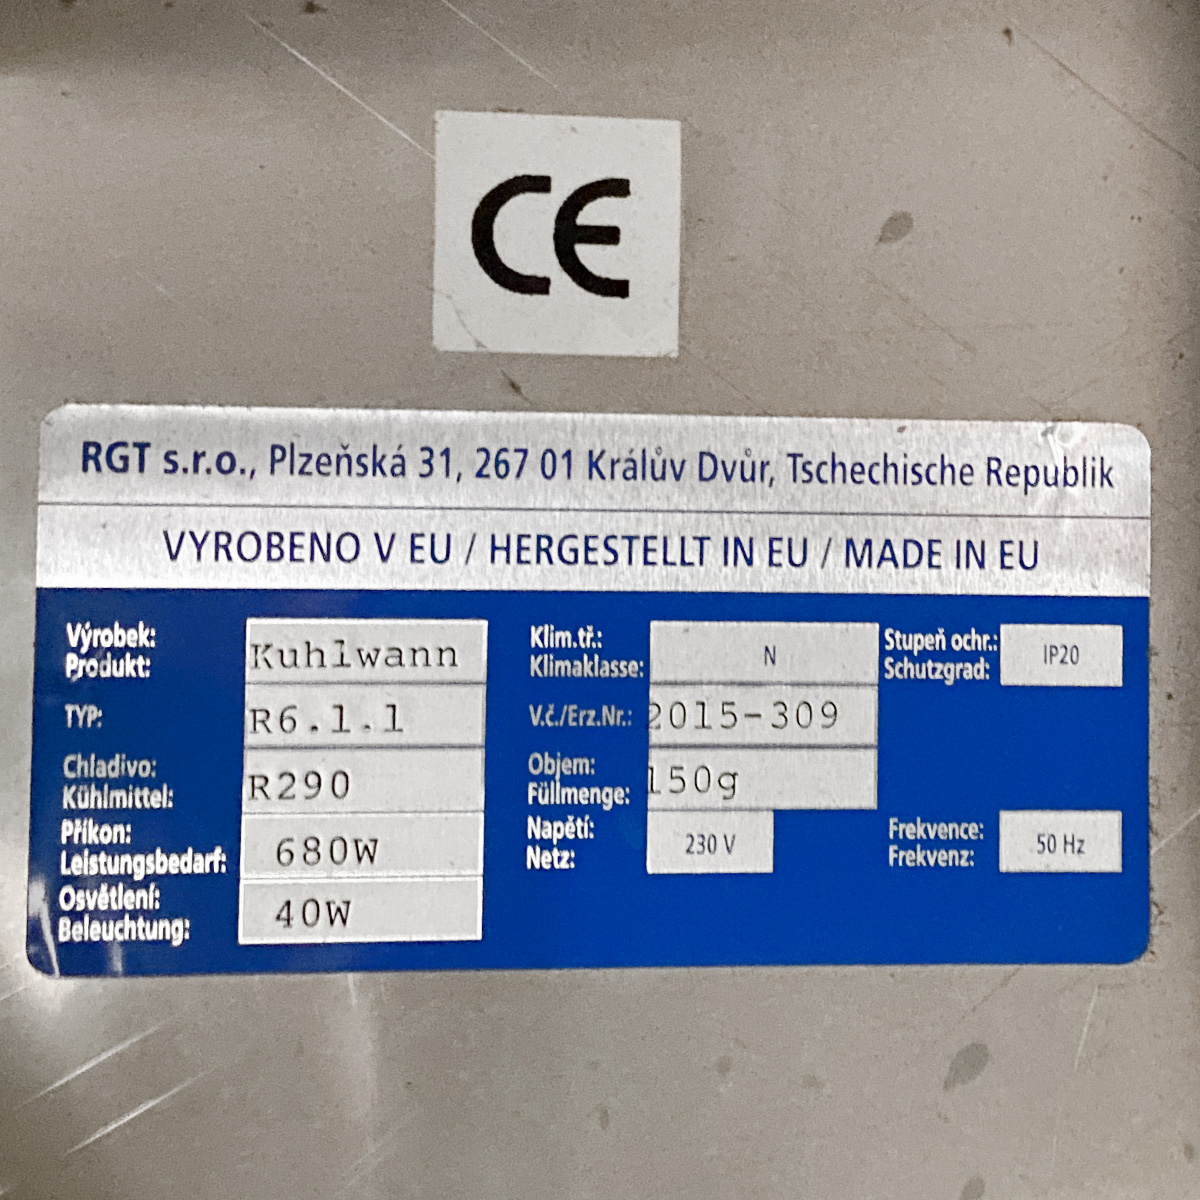 CE
RGT s.r.o., Plzeňská 31, 267 01 Králův Dvůr, Tschechische Republik
VYROBENO V EU / HERGESTELLT IN EU / MADE IN EU
Výrobek:
Produkt:
Kuhlwann
TYP:
R6.1.1
Chladivo:
Kühlmittel:
R290
Příkon:
Leistungsbedarf:
680W
Osvětlení:
Beleuchtung:
40W
Klim.tř.:
Klimaklasse:
N
V.č./Erz.Nr.:
2015-309
Objem:
Füllmenge:
150g
Napětí:
Netz:
230 V
Stupeň ochr.:
Schutzgrad:
IP20
Frekvence:
Frekvenz:
50 Hz